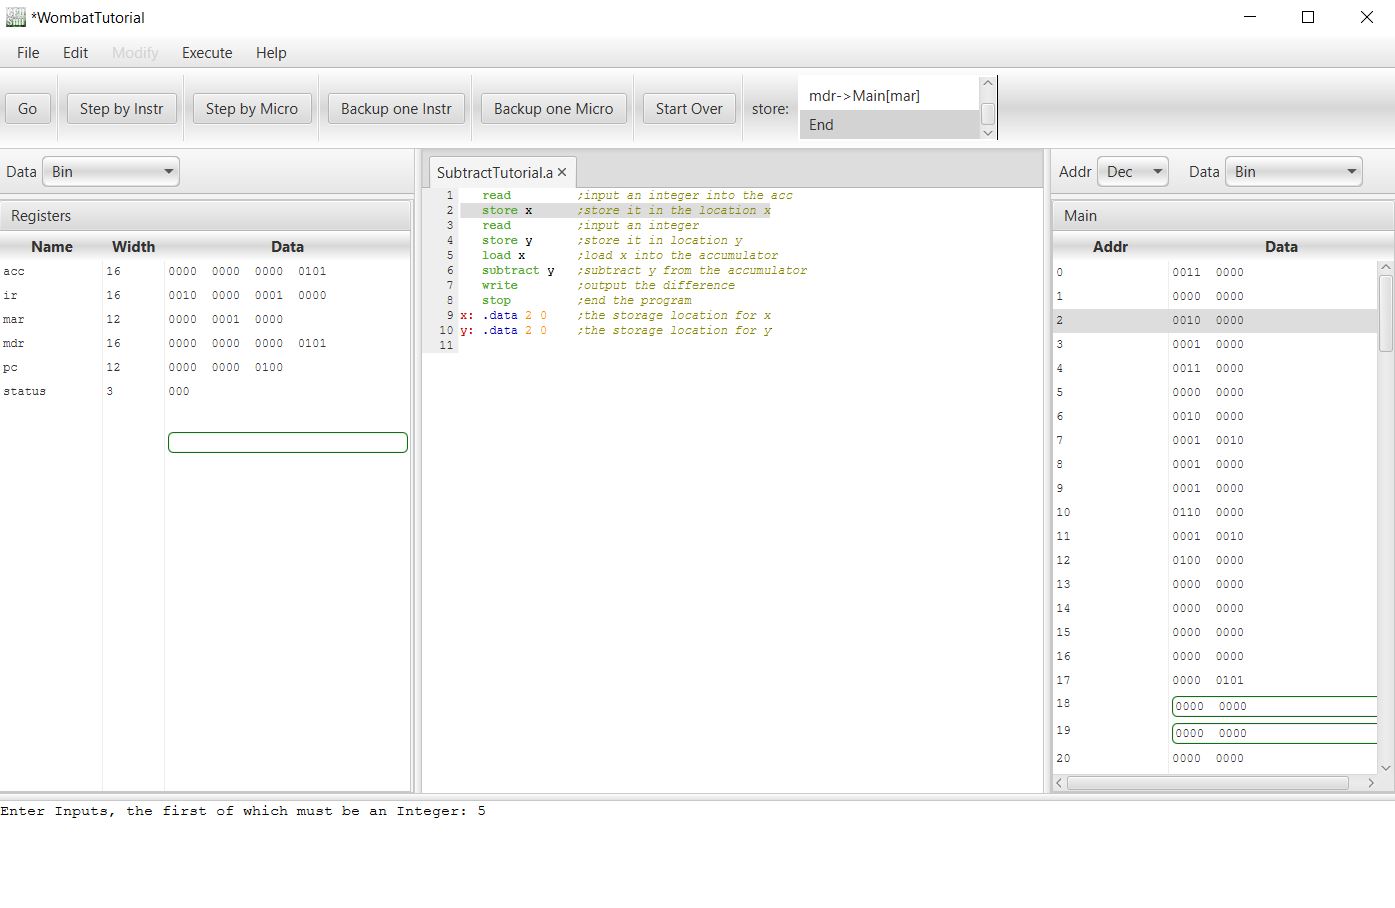 *WombatTutorial
File Edit Modify Execute Help
Go Step by Instr Step by Micro Backup one Instr Backup one Micro Start Over store: mdr->Main[mar]
End
Data Bin
Registers
Name Width Data
acc 16 0000 0000 0000 0101
ir 16 0010 0000 0001 0000
mar 12 0000 0001 0000
mdr 16 0000 0000 0000 0101
pc 12 0000 0000 0100
status 3 000
SubtractTutorial.a
1 read ;input an integer into the acc
2 store x ;store it in the location x
3 read ;input an integer
4 store y ;store it in location y
5 load x ;load x into the accumulator
6 subtract y ;subtract y from the accumulator
7 write ;output the difference
8 stop ;end the program
9 x: .data 2 0 ;the storage location for x
10 y: .data 2 0 ;the storage location for y
11
Addr Dec Data Bin
Main
Addr Data
0 0011 0000
1 0000 0000
2 0010 0000
3 0001 0000
4 0011 0000
5 0000 0000
6 0010 0000
7 0001 0010
8 0001 0000
9 0001 0000
10 0110 0000
11 0001 0010
12 0100 0000
13 0000 0000
14 0000 0000
15 0000 0000
16 0000 0000
17 0000 0101
18 0000 0000
19 0000 0000
20 0000 0000
Enter Inputs, the first of which must be an Integer: 5